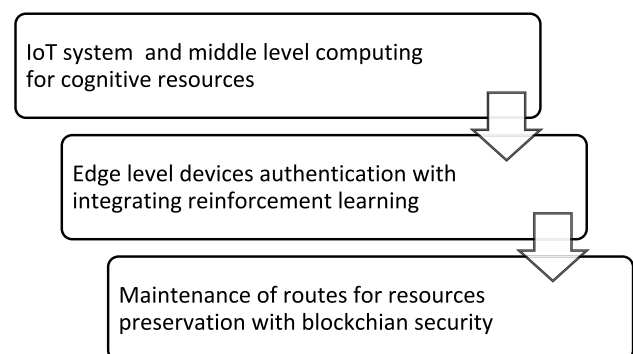 IoT system  and middle level computing
for cognitive resources
Edge level devices authentication with
integrating reinforcement learning
Maintenance of routes for resources
preservation with blockchian security